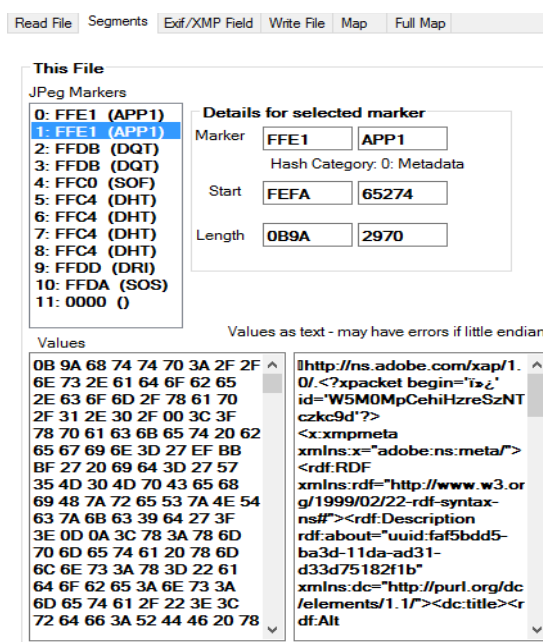 Read File Segments Exif/XMP Field Write File Map Full Map
This File
JPeg Markers
0: FFE1 (APP1)
1: FFE1 (APP1)
2: FFDB (DQT)
3: FFDB (DQT)
4: FFC0 (SOF)
5: FFC4 (DHT)
6: FFC4 (DHT)
7: FFC4 (DHT)
8: FFC4 (DHT)
9: FFDD (DRI)
10: FFDA (SOS)
11: 0000 ()
Details for selected marker
Marker FFE1 APP1
Hash Category: 0: Metadata
Start FEFA 65274
Length 0B9A 2970
Values
0B 9A 68 74 74 70 3A 2F 2F
6E 73 2E 61 64 6F 62 65
2E 63 6F 6D 2F 78 61 70
2F 31 2E 30 2F 00 3C 3F
78 70 61 63 6B 65 74 20 62
65 67 69 6E 3D 27 EF BB
BF 27 20 69 64 3D 27 57
35 4D 30 4D 70 43 65 68
69 48 7A 72 65 53 7A 4E 54
63 7A 6B 63 39 64 27 3F
3E 0D 0A 3C 78 3A 78 6D
70 6D 65 74 61 20 78 6D
6C 6E 73 3A 78 3D 22 61
64 6F 62 65 3A 6E 73 3A
6D 65 74 61 2F 22 3E 3C
72 64 66 3A 52 44 46 20 78
Values as text - may have errors if little endian
http://ns.adobe.com/xap/1.
0/.<?xpacket begin='ï»¿'
id='W5M0MpCehiHzreSzNT
czkc9d'?>
<x:xmpmeta
xmlns:x="adobe:ns:meta/">
<rdf:RDF
xmlns:rdf="http://www.w3.or
g/1999/02/22-rdf-syntax-
ns#"><rdf:Description
rdf:about="uuid:faf5bdd5-
ba3d-11da-ad31-
d33d75182f1b"
xmlns:dc="http://purl.org/dc
/elements/1.1/"><dc:title><r
df:Alt